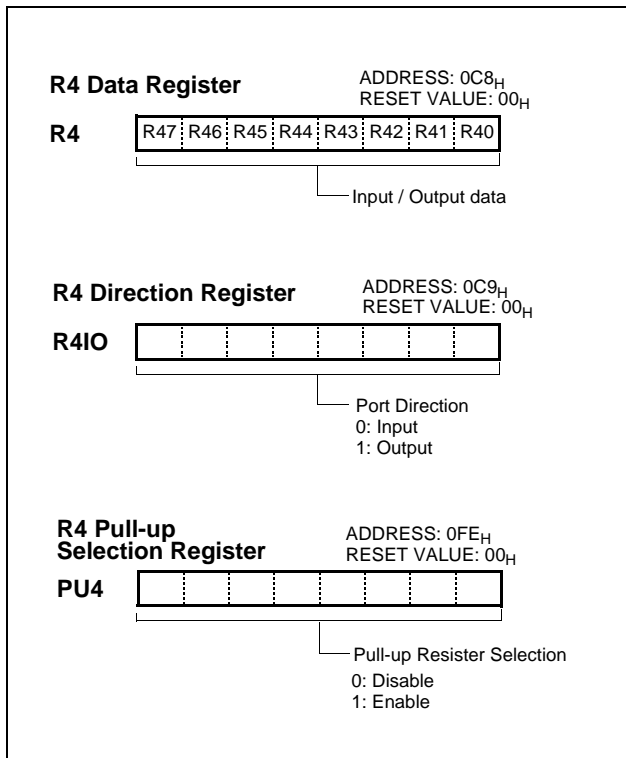 R4 Data Register
ADDRESS: 0C8H
RESET VALUE: 00H
R4
R47 R46 R45 R44 R43 R42 R41 R40
Input / Output data
R4 Direction Register
ADDRESS: 0C9H
RESET VALUE: 00H
R4IO
Port Direction
0: Input
1: Output
R4 Pull-up
Selection Register
ADDRESS: 0FEH
RESET VALUE: 00H
PU4
Pull-up Resister Selection
0: Disable
1: Enable